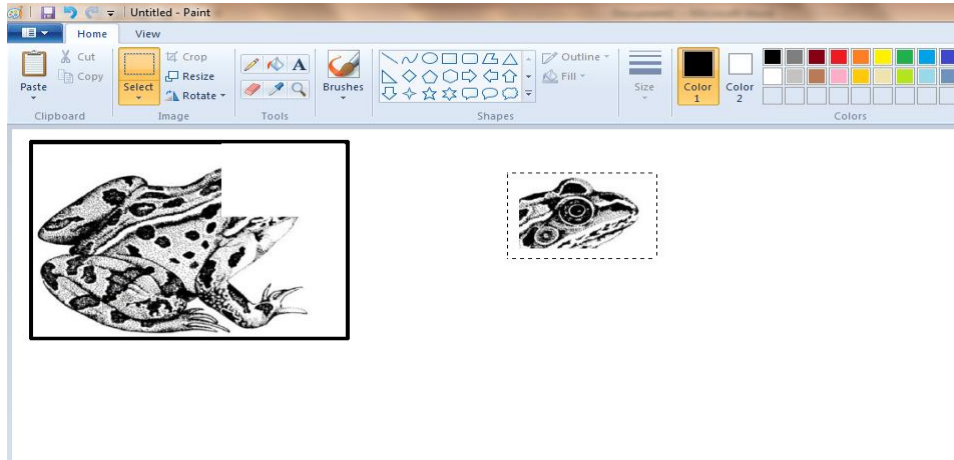 Untitled - Paint
Home View
Cut
Copy
Paste
Clipboard
Select
Crop
Resize
Rotate
Image
A
Tools
Brushes
Outline
Fill
Shapes
Size
Color 1
Color 2
Colors